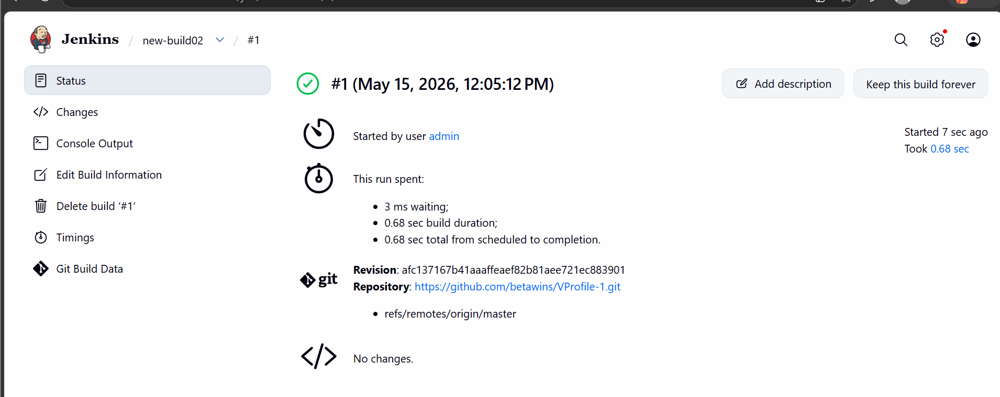 Jenkins / new-build02 / #1
Status
Changes
Console Output
Edit Build Information
Delete build ‘#1’
Timings
Git Build Data
#1 (May 15, 2026, 12:05:12 PM)
Add description
Keep this build forever
Started by user admin
Started 7 sec ago
Took 0.68 sec
This run spent:
• 3 ms waiting;
• 0.68 sec build duration;
• 0.68 sec total from scheduled to completion.
git
Revision: afc137167b41aaaffeaef82b81aee721ec883901
Repository: https://github.com/betawins/VProfile-1.git
• refs/remotes/origin/master
No changes.